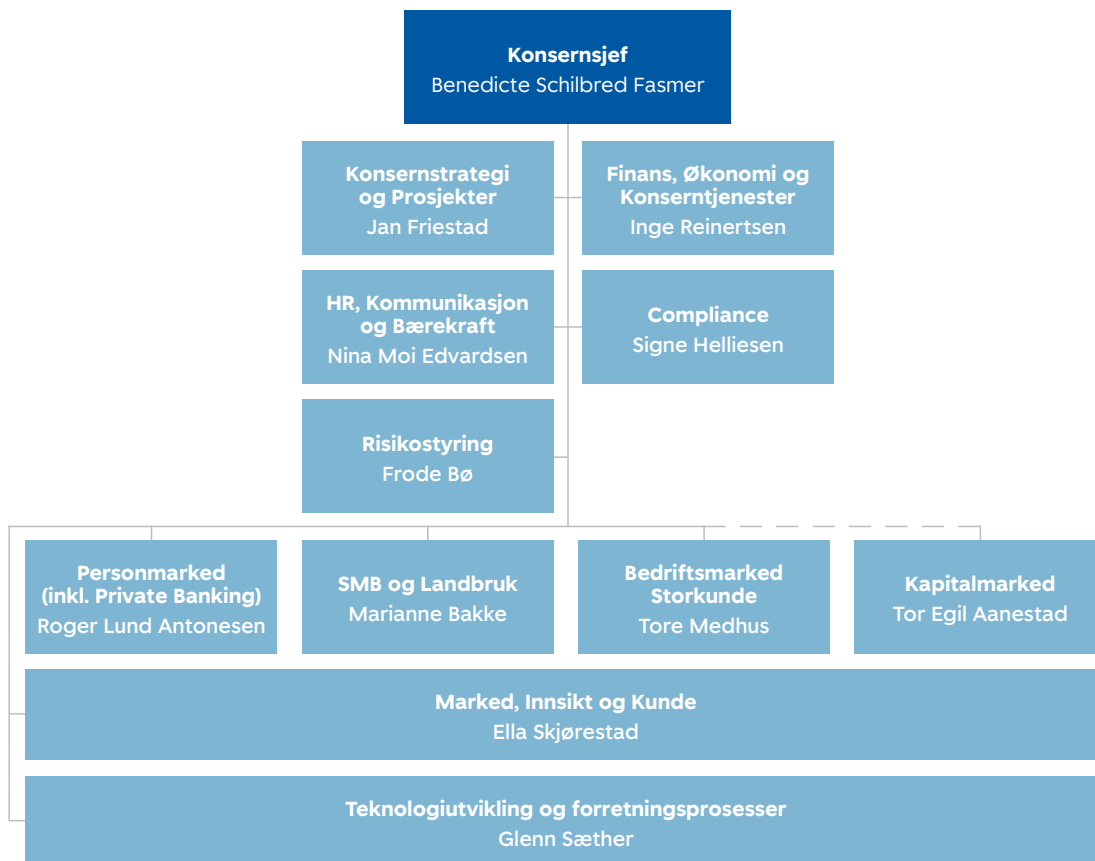 Konsernsjef
Benedicte Schilbred Fasmer
Konsernstrategi
og Prosjekter
Jan Friestad
Finans, Økonomi og
Konserntjenester
Inge Reinertsen
HR, Kommunikasjon
og Bærekraft
Nina Moi Edvardsen
Compliance
Signe Helliesen
Risikostyring
Frode Bø
Personmarked
(inkl. Private Banking)
Roger Lund Antonesen
SMB og Landbruk
Marianne Bakke
Bedriftsmarked
Storkunde
Tore Medhus
Kapitalmarked
Tor Egil Aanestad
Marked, Innsikt og Kunde
Ella Skjørestad
Teknologiutvikling og forretningsprosesser
Glenn Sæther